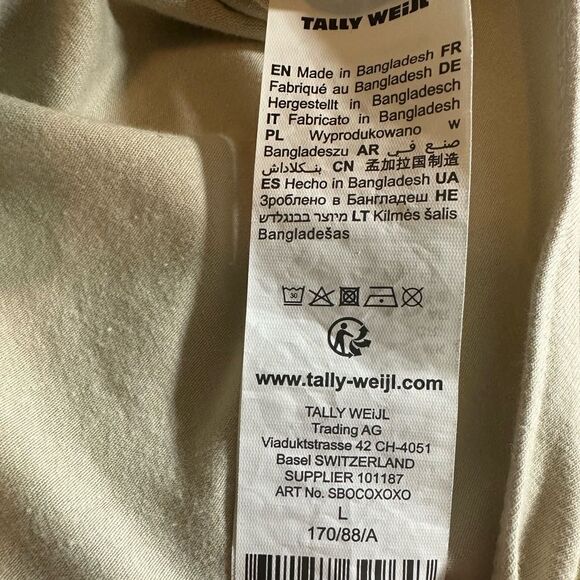 TALLY WEiJL
EN Made in Bangladesh FR
Fabriqué au Bangladesh DE
Hergestellt in Bangladesch
IT Fabricato in Bangladesh
PL Wyprodukowano w
Bangladeszu AR صنع في
بنكلاداش CN 孟加拉国制造
ES Hecho in Bangladesh UA
Зроблено в Бангладеш HE
מיוצר בבנגלדש LT Kilmės šalis
Bangladešas
30
www.tally-weijl.com
TALLY WEiJL
Trading AG
Viaduktstrasse 42 CH-4051
Basel SWITZERLAND
SUPPLIER 101187
ART No. SBOCOXOXO
L
170/88/A